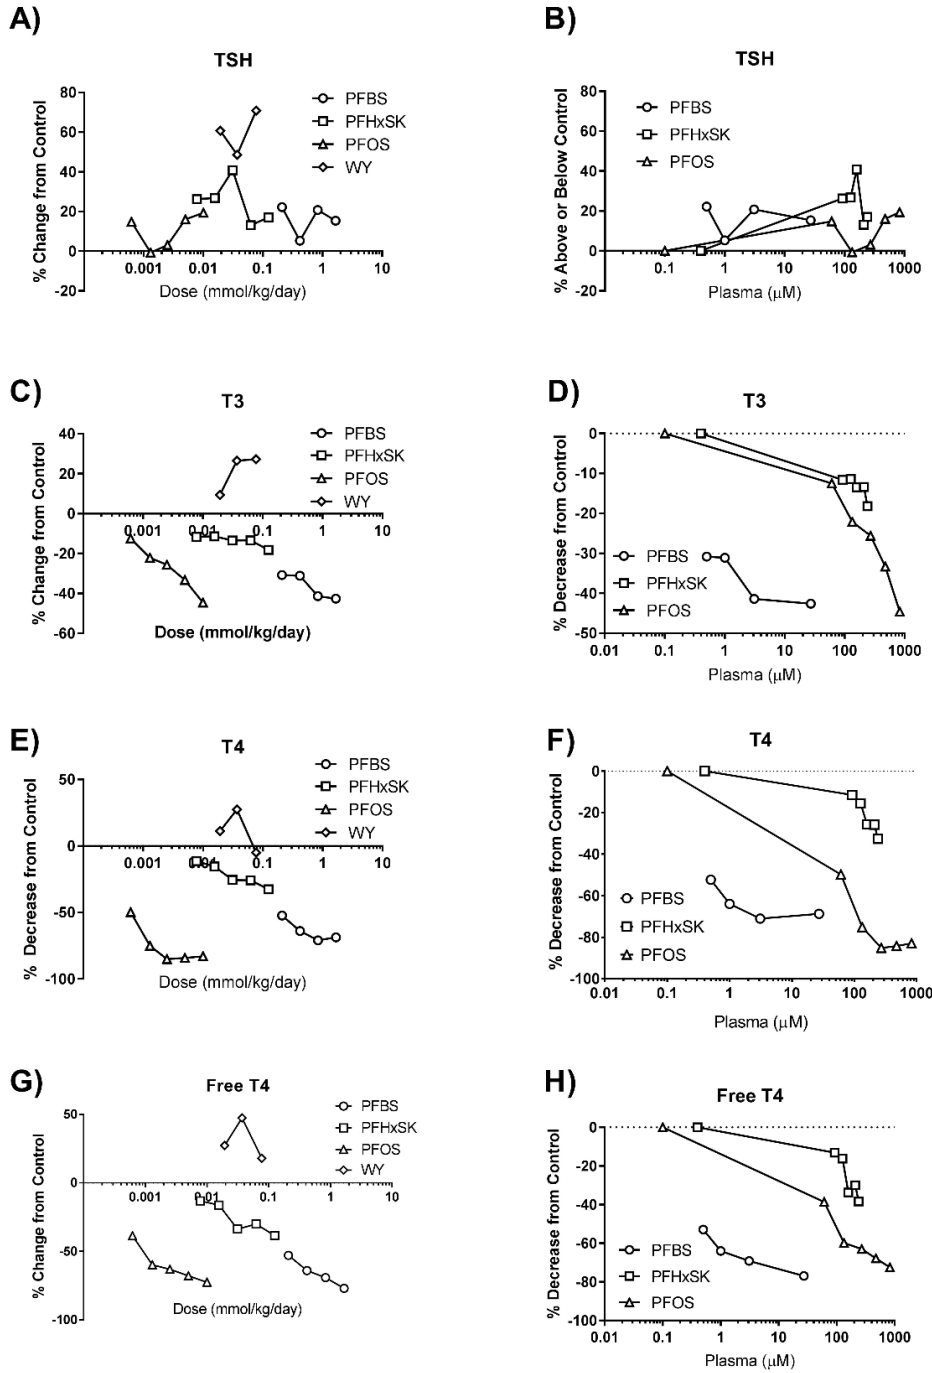 A)
TSH
% Change from Control
80
60
40
20
0
-20
0.001
0.01
0.1
1
10
Dose (mmol/kg/day)
PFBS
PFHxSK
PFOS
WY
B)
TSH
% Above or Below Control
80
60
40
20
0
-20
0.1
1
10
100
1000
Plasma (μM)
PFBS
PFHxSK
PFOS
C)
T3
% Change from Control
40
20
0
-20
-40
-60
0.001
0.01
0.1
1
10
Dose (mmol/kg/day)
PFBS
PFHxSK
PFOS
WY
D)
T3
% Decrease from Control
0
-10
-20
-30
-40
-50
0.01
0.1
1
10
100
1000
Plasma (μM)
PFBS
PFHxSK
PFOS
E)
T4
% Decrease from Control
50
0
-50
-100
0.001
0.01
0.1
1
10
Dose (mmol/kg/day)
PFBS
PFHxSK
PFOS
WY
F)
T4
% Decrease from Control
0
-20
-40
-60
-80
-100
0.01
0.1
1
10
100
1000
Plasma (μM)
PFBS
PFHxSK
PFOS
G)
Free T4
% Change from Control
50
0
-50
-100
0.001
0.01
0.1
1
10
Dose (mmol/kg/day)
PFBS
PFHxSK
PFOS
WY
H)
Free T4
% Decrease from Control
0
-20
-40
-60
-80
-100
0.01
0.1
1
10
100
1000
Plasma (μM)
PFBS
PFHxSK
PFOS